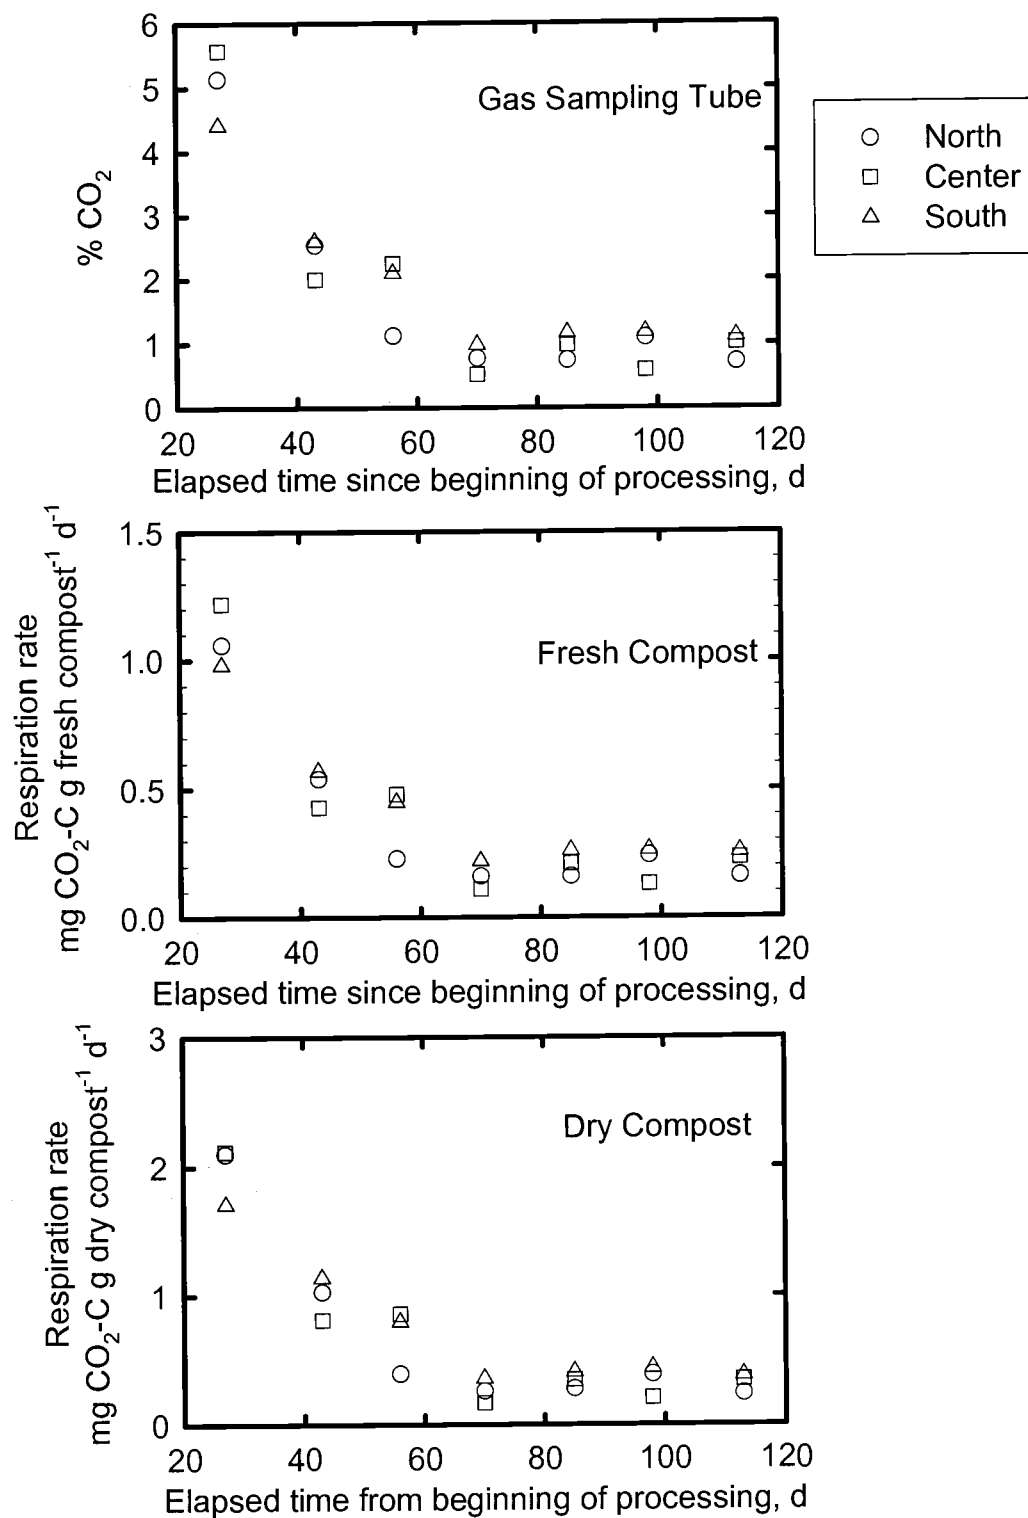 6
5
4
3
2
1
0
% CO₂
Gas Sampling Tube
North
Center
South
20 40 60 80 100 120
Elapsed time since beginning of processing, d
1.5
1.0
0.5
0.0
Respiration rate
mg CO₂-C g fresh compost⁻¹ d⁻¹
Fresh Compost
20 40 60 80 100 120
Elapsed time since beginning of processing, d
3
2
1
0
Respiration rate
mg CO₂-C g dry compost⁻¹ d⁻¹
Dry Compost
20 40 60 80 100 120
Elapsed time from beginning of processing, d